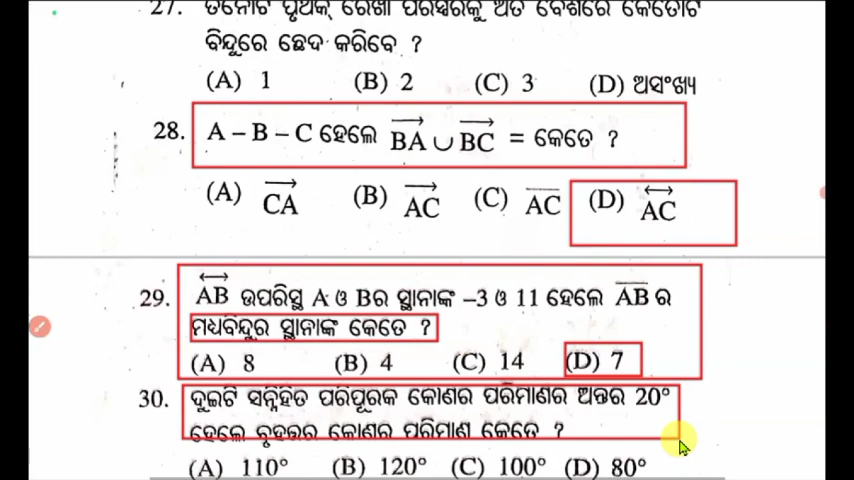 27. ତିନୋଟି ପୃଥକ୍ ରେଖା ପରସ୍ପରକୁ ଅତି ବେଶିରେ କେତୋଟି
ବିନ୍ଦୁରେ ଛେଦ କରିବେ ?
(A) 1 (B) 2 (C) 3 (D) ଅସଂଖ୍ୟ
28. A – B – C ହେଲେ $\overrightarrow{BA} \cup \overrightarrow{BC}$ = କେତେ ?
(A) $\overrightarrow{CA}$ (B) $\overrightarrow{AC}$ (C) $\overline{AC}$ (D) $\overleftrightarrow{AC}$
29. $\overleftrightarrow{AB}$ ଉପରିସ୍ଥ A ଓ Bର ସ୍ଥାନାଙ୍କ –3 ଓ 11 ହେଲେ $\overline{AB}$ ର
ମଧ୍ୟବିନ୍ଦୁର ସ୍ଥାନାଙ୍କ କେତେ ?
(A) 8 (B) 4 (C) 14 (D) 7
30. ଦୁଇଟି ସନ୍ନିହିତ ପରିପୂରକ କୋଣର ପରିମାଣର ଅନ୍ତର 20°
ହେଲେ ବୃହତ୍ତର କୋଣର ପରିମାଣ କେତେ ?
(A) 110° (B) 120° (C) 100° (D) 80°